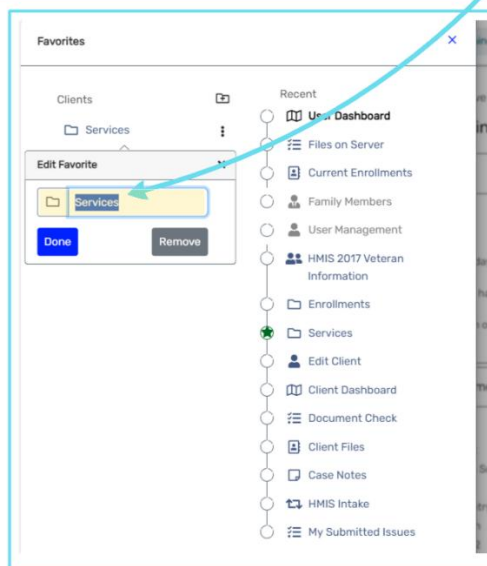 Favorites
Clients
Services
Edit Favorite
Services
Done
Remove
Recent
User Dashboard
Files on Server
Current Enrollments
Family Members
User Management
HMIS 2017 Veteran
Information
Enrollments
Services
Edit Client
Client Dashboard
Document Check
Client Files
Case Notes
HMIS Intake
My Submitted Issues